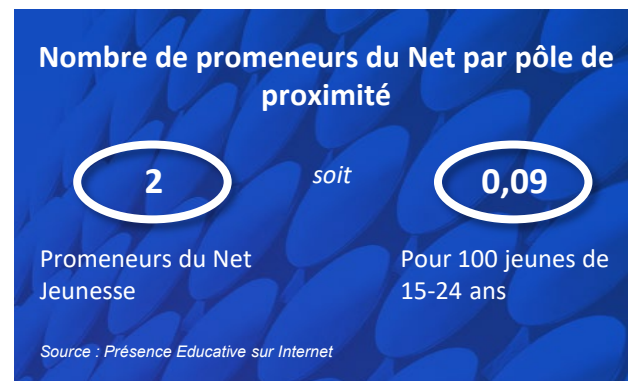 Nombre de promeneurs du Net par pôle de
proximité
2
soit
0,09
Promeneurs du Net
Jeunesse
Pour 100 jeunes de
15-24 ans
Source : Présence Educative sur Internet